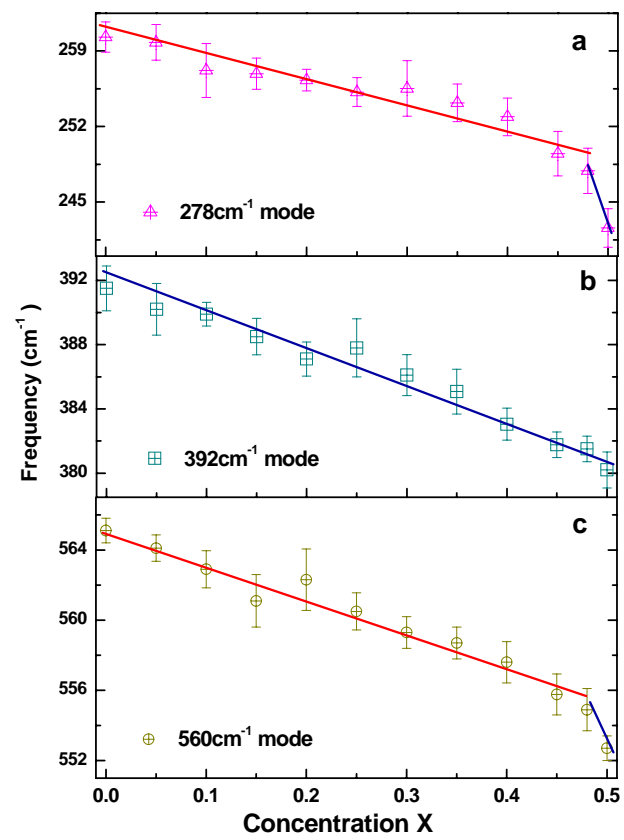 a
259
252
245
278cm-1 mode
b
392
388
384
380
392cm-1 mode
Frequency (cm-1)
c
564
560
556
552
560cm-1 mode
0.0 0.1 0.2 0.3 0.4 0.5
Concentration X